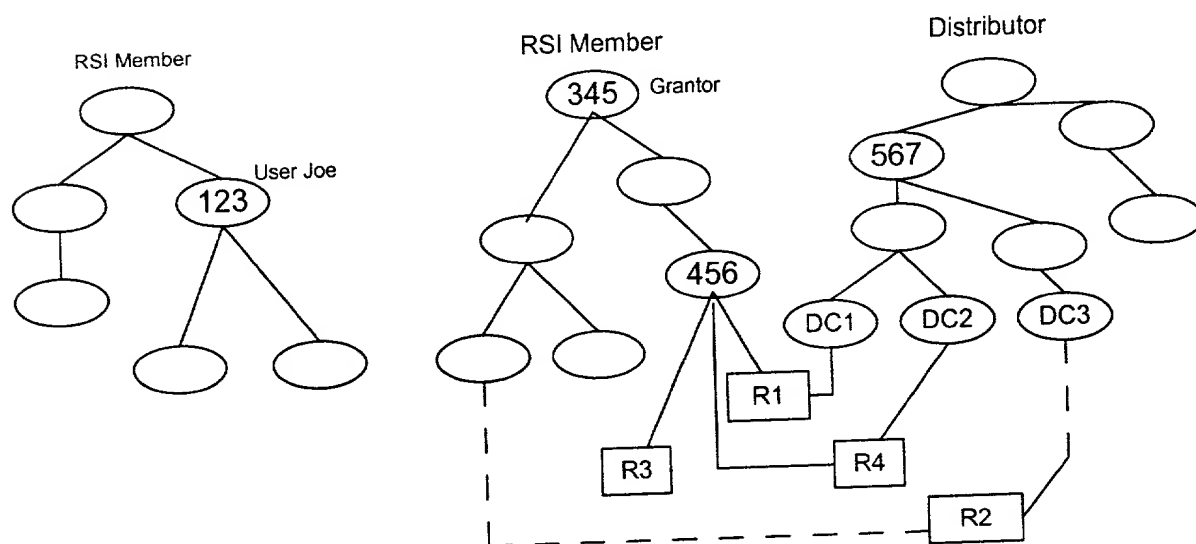 RSI Member
RSI Member
Distributor
345
Grantor
User Joe
123
567
456
DC1
DC2
DC3
R1
R3
R4
R2